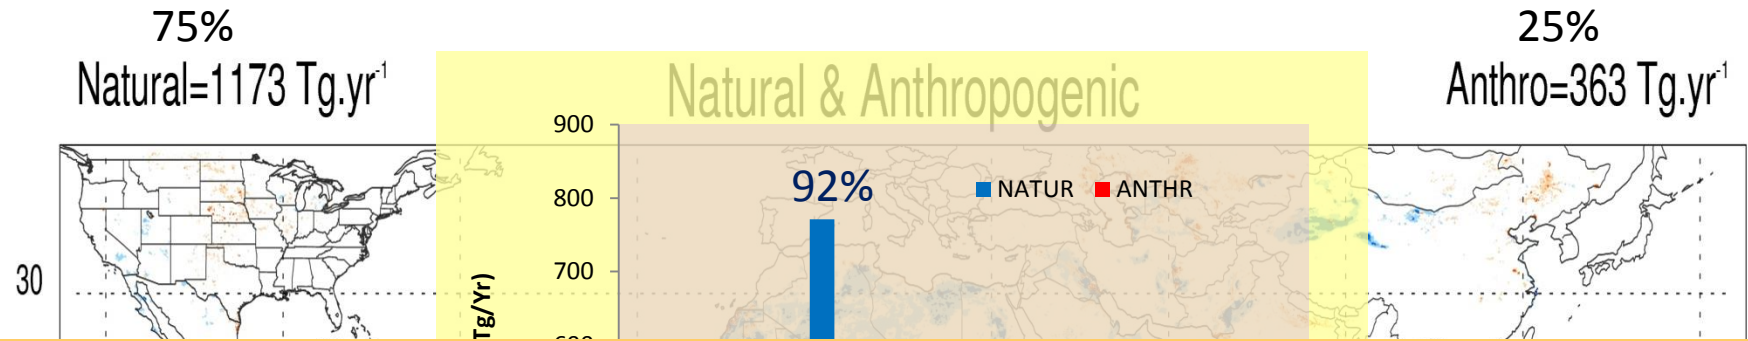 75%
25%
Natural=1173 Tg.yr-1
Natural & Anthropogenic
Anthro=363 Tg.yr-1
900
92%
NATUR
ANTHR
800
30
700
Tg/Yr)